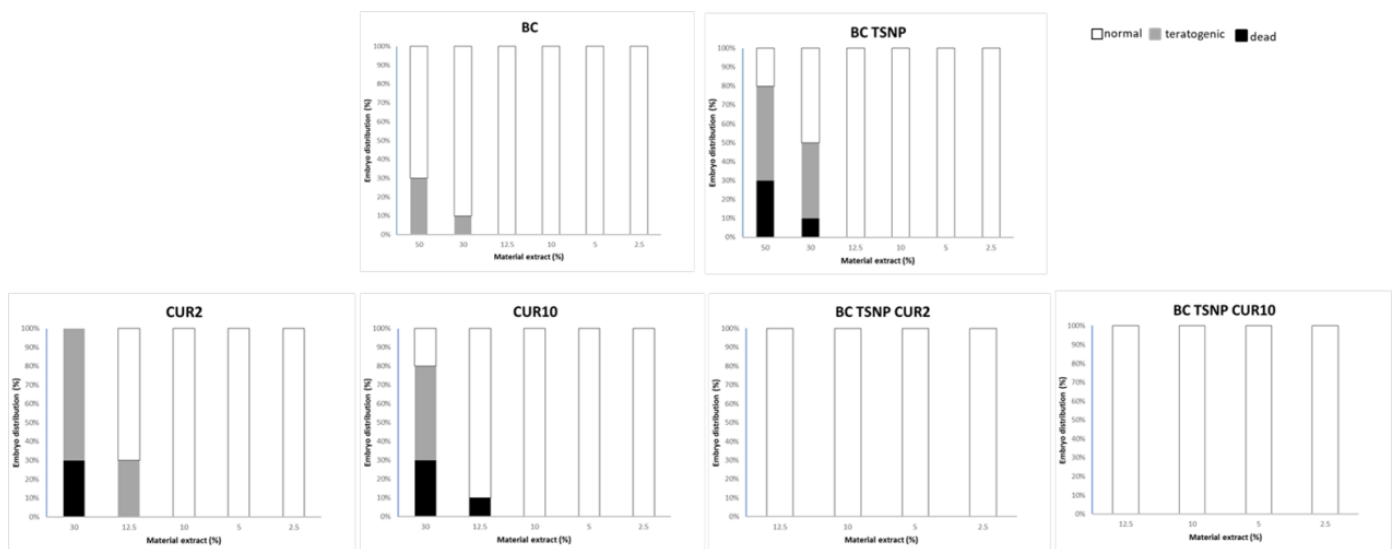 BC
100%
90%
80%
70%
60%
50%
40%
30%
20%
10%
0%
Embryo distribution (%)
50 30 12.5 10 5 2.5
Material extract (%)
BC TSNP
100%
90%
80%
70%
60%
50%
40%
30%
20%
10%
0%
Embryo distribution (%)
50 30 12.5 10 5 2.5
Material extract (%)
normal teratogenic dead
CUR2
100%
90%
80%
70%
60%
50%
40%
30%
20%
10%
0%
Embryo distribution (%)
30 12.5 10 5 2.5
Material extract (%)
CUR10
100%
90%
80%
70%
60%
50%
40%
30%
20%
10%
0%
Embryo distribution (%)
30 12.5 10 5 2.5
Material extract (%)
BC TSNP CUR2
100%
90%
80%
70%
60%
50%
40%
30%
20%
10%
0%
Embryo distribution (%)
12.5 10 5 2.5
Material extract (%)
BC TSNP CUR10
100%
90%
80%
70%
60%
50%
40%
30%
20%
10%
0%
Embryo distribution (%)
12.5 10 5 2.5
Material extract (%)